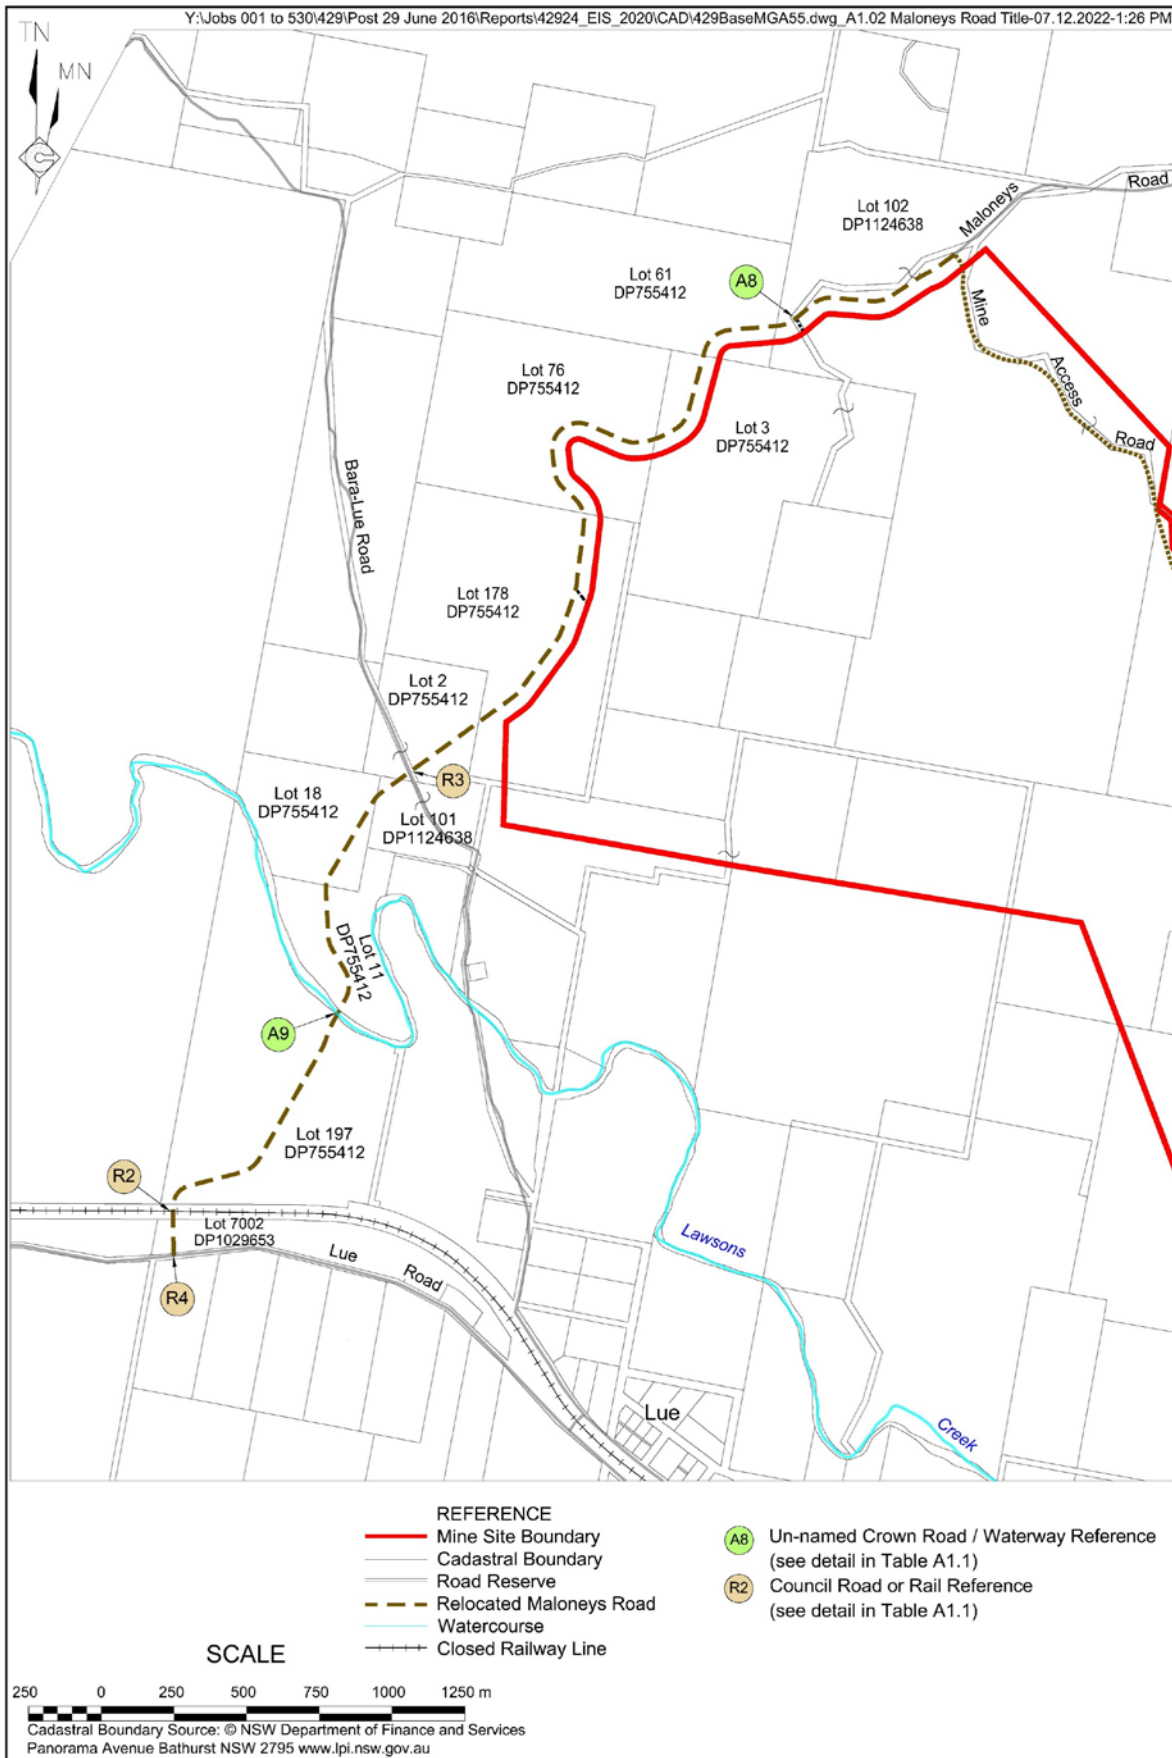 Y:\Jobs 001 to 530\429\Post 29 June 2016\Reports\42924_EIS_2020\CAD\429BaseMGA55.dwg_A1.02 Maloneys Road Title-07.12.2022-1:26 PM
TN
MN
Road
Lot 102
DP1124638
Maloneys
Lot 61
DP755412
A8
Mine
Access
Road
Lot 76
DP755412
Lot 3
DP755412
Bara-Lue Road
Lot 178
DP755412
Lot 2
DP755412
R3
Lot 18
DP755412
Lot 101
DP1124638
Lot 11
DP755412
A9
Lot 197
DP755412
R2
Lot 7002
DP1029653
Lue
Road
R4
Lawsons
Creek
Lue
REFERENCE
Mine Site Boundary
Cadastral Boundary
Road Reserve
Relocated Maloneys Road
Watercourse
Closed Railway Line
A8 Un-named Crown Road / Waterway Reference
(see detail in Table A1.1)
R2 Council Road or Rail Reference
(see detail in Table A1.1)
SCALE
250 0 250 500 750 1000 1250 m
Cadastral Boundary Source: © NSW Department of Finance and Services
Panorama Avenue Bathurst NSW 2795 www.lpi.nsw.gov.au